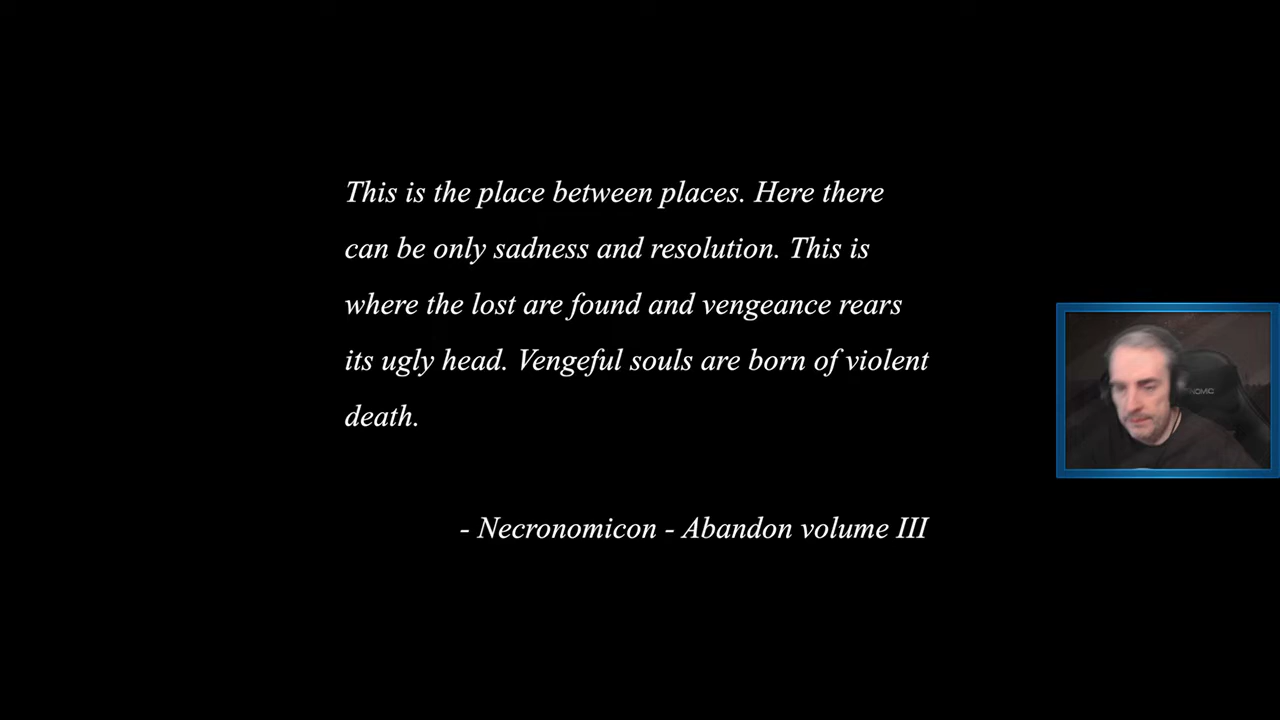 This is the place between places. Here there
can be only sadness and resolution. This is
where the lost are found and vengeance rears
its ugly head. Vengeful souls are born of violent
death.
- Necronomicon - Abandon volume III